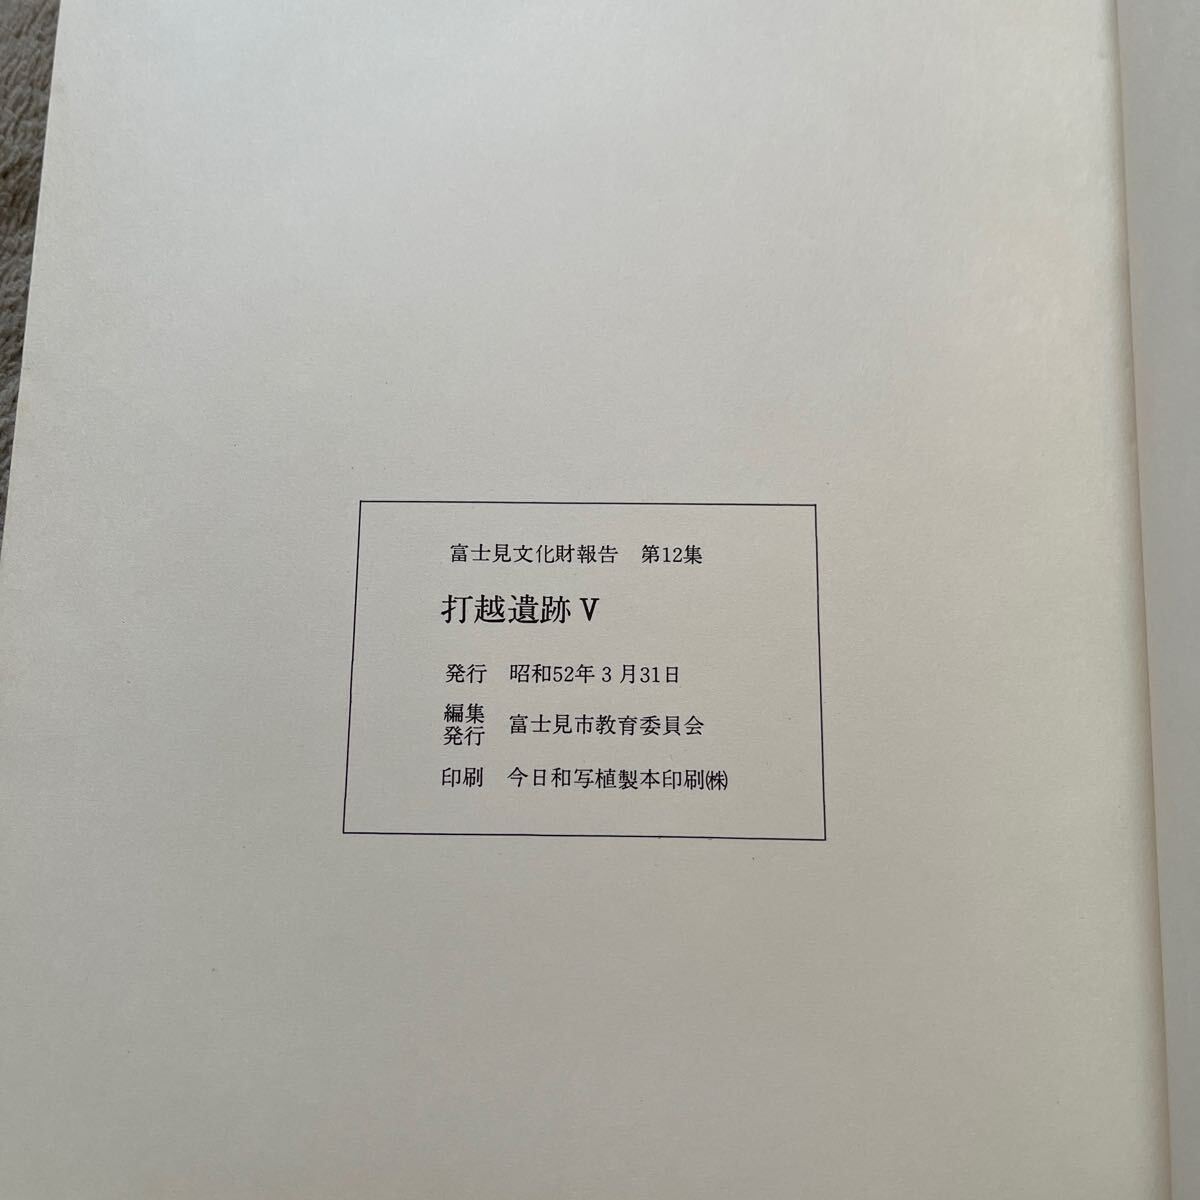 富士見文化財報告　第12集
打越遺跡 V
発行　昭和52年 3 月31日
編集
発行　富士見市教育委員会
印刷　今日和写植製本印刷㈱